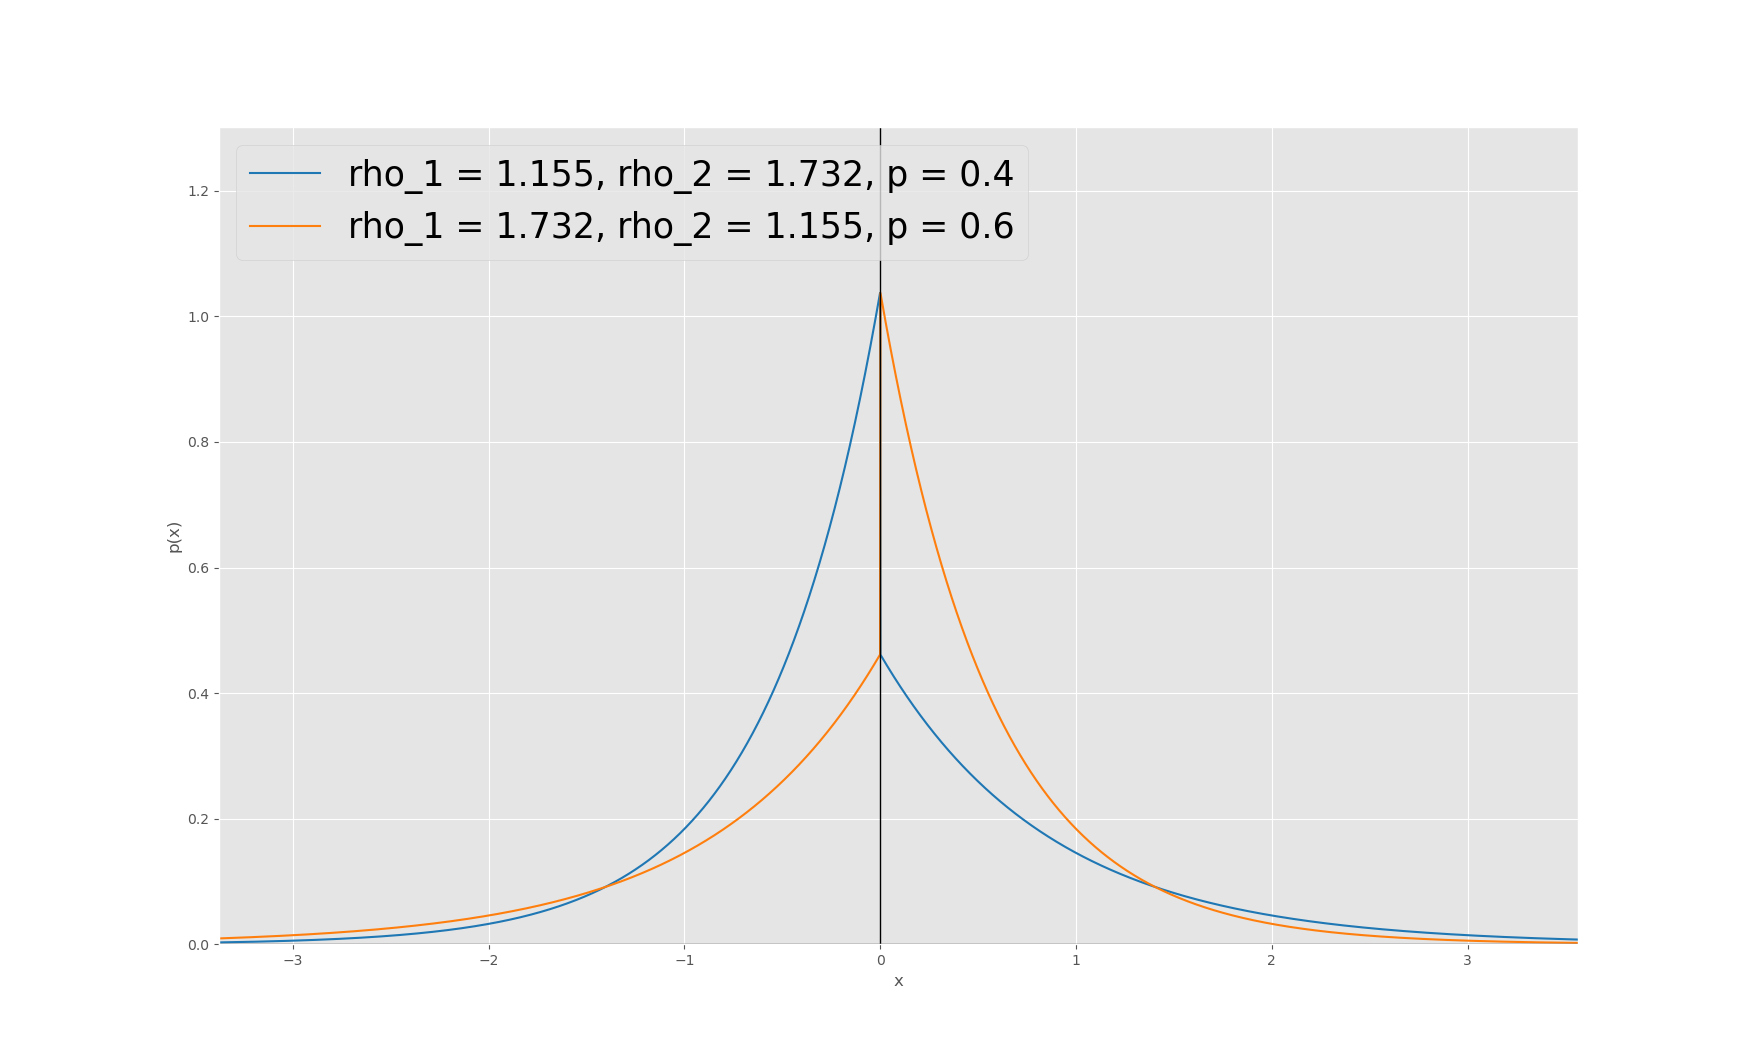 rho_1 = 1.155, rho_2 = 1.732, p = 0.4
rho_1 = 1.732, rho_2 = 1.155, p = 0.6
1.2
1.0
0.8
0.6
0.4
0.2
0.0
p(x)
−3 −2 −1 0 1 2 3
x